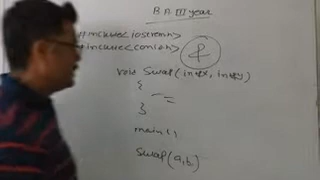 B.A III year
#include<iostream>
#include<conio.h>
&
void Swap(int *x, int *y)
{
}
main()
Swap(a,b)